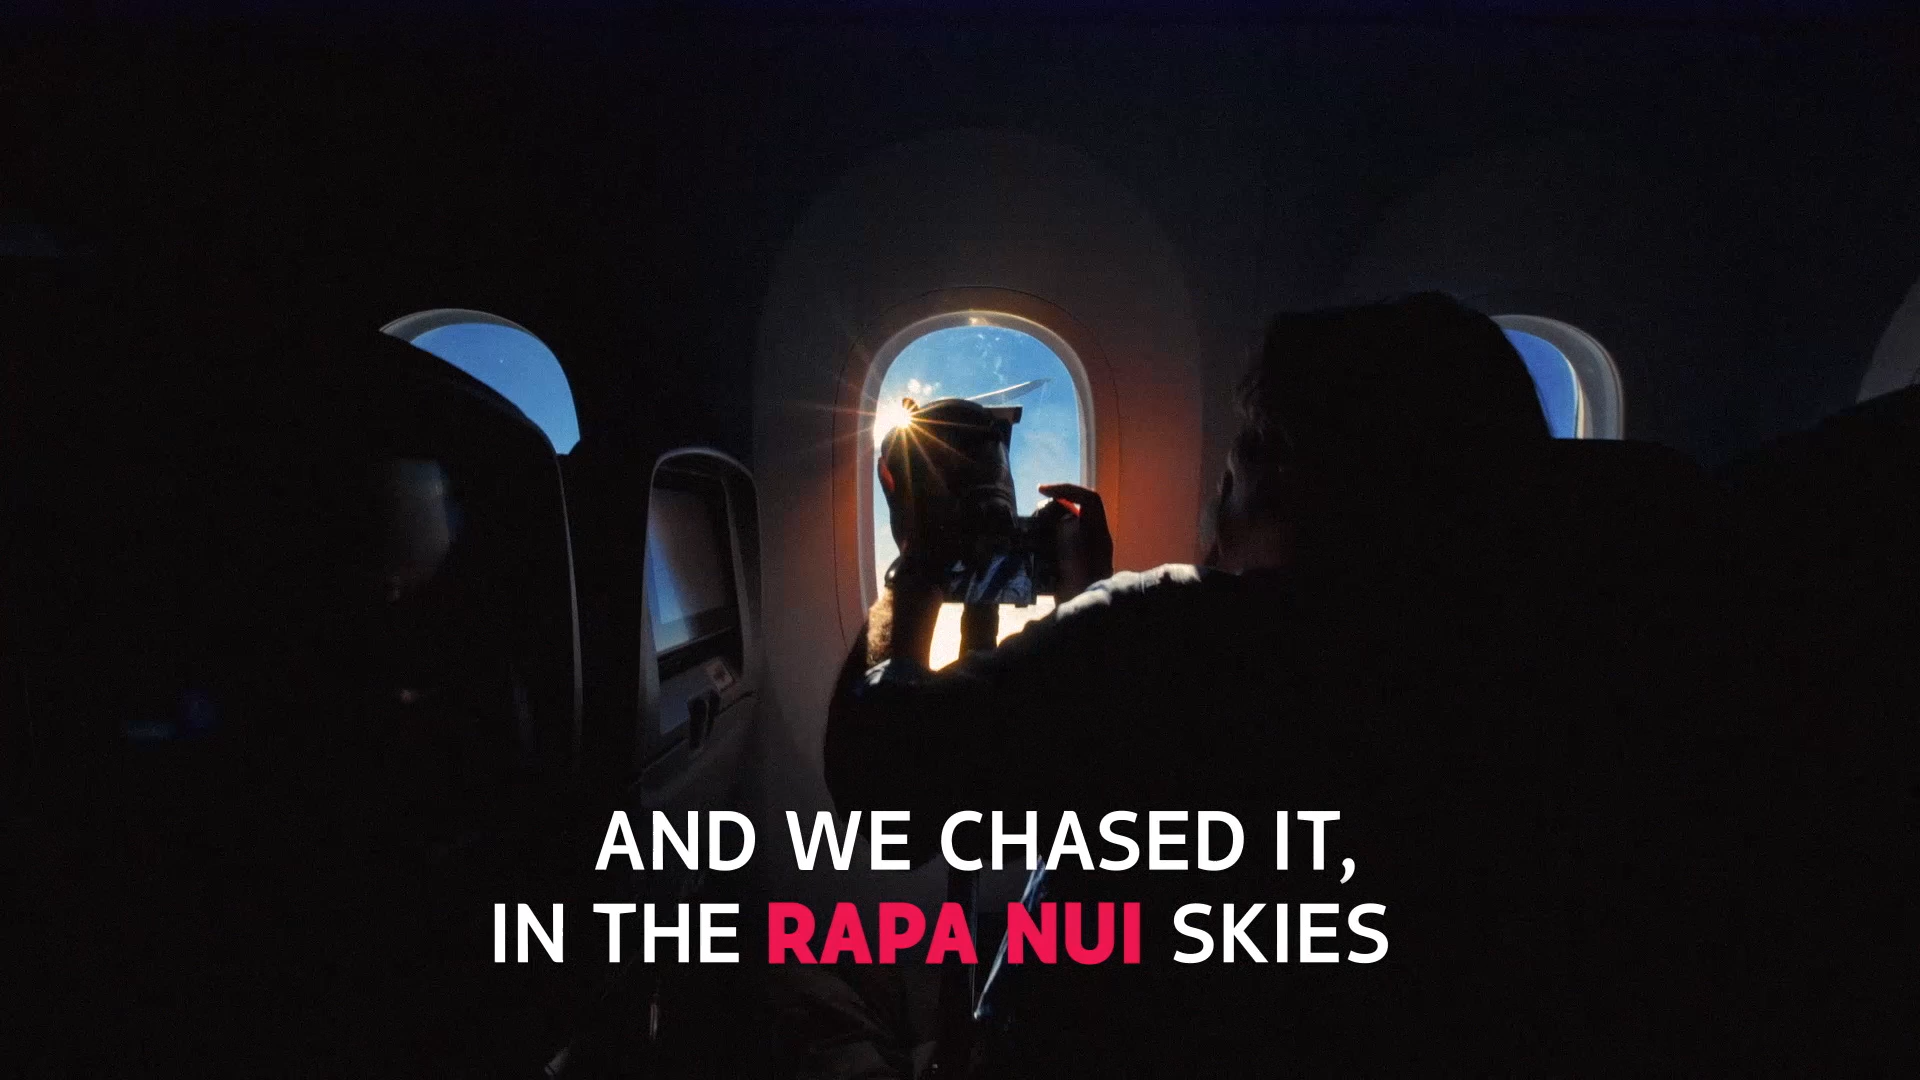 AND WE CHASED IT,
IN THE RAPA NUI SKIES